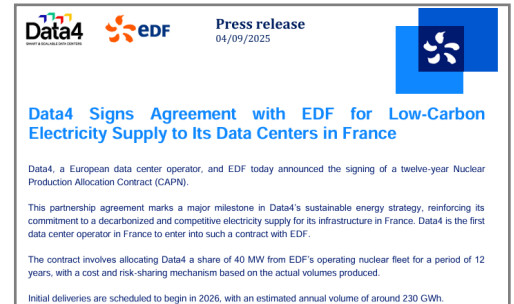 Data4
SMART & SCALABLE DATA CENTERS
eDF
Press release
04/09/2025
Data4 Signs Agreement with EDF for Low-Carbon
Electricity Supply to Its Data Centers in France
Data4, a European data center operator, and EDF today announced the signing of a twelve-year Nuclear
Production Allocation Contract (CAPN).
This partnership agreement marks a major milestone in Data4's sustainable energy strategy, reinforcing its
commitment to a decarbonized and competitive electricity supply for its infrastructure in France. Data4 is the first
data center operator in France to enter into such a contract with EDF.
The contract involves allocating Data4 a share of 40 MW from EDF's operating nuclear fleet for a period of 12
years, with a cost and risk-sharing mechanism based on the actual volumes produced.
Initial deliveries are scheduled to begin in 2026, with an estimated annual volume of around 230 GWh.